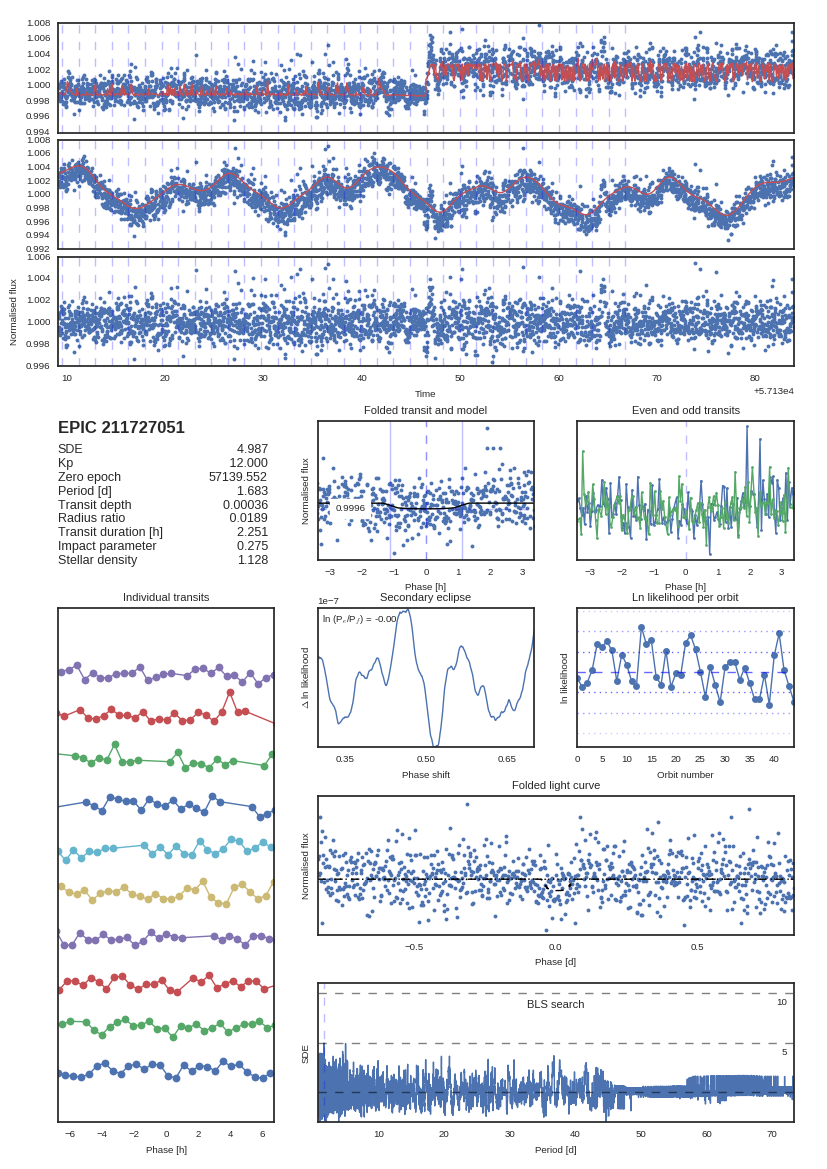 1.008
1.006
1.004
1.002
1.000
0.998
0.996
0.994
1.008
1.006
1.004
1.002
1.000
0.998
0.996
0.994
0.992
1.006
1.004
1.002
1.000
0.998
0.996
Normalised flux
10 20 30 40 50 60 70 80
Time
+5.713e4
EPIC 211727051
SDE 4.987
Kp 12.000
Zero epoch 57139.552
Period [d] 1.683
Transit depth 0.00036
Radius ratio 0.0189
Transit duration [h] 2.251
Impact parameter 0.275
Stellar density 1.128
Folded transit and model
Normalised flux
0.9996
−3 −2 −1 0 1 2 3
Phase [h]
Even and odd transits
−3 −2 −1 0 1 2 3
Phase [h]
Individual transits
−6 −4 −2 0 2 4 6
Phase [h]
Secondary eclipse
1e−7
ln (Pₑ/P_f) = -0.00
Δ ln likelihood
0.35 0.50 0.65
Phase shift
Ln likelihood per orbit
ln likelihood
0 5 10 15 20 25 30 35 40
Orbit number
Folded light curve
Normalised flux
−0.5 0.0 0.5
Phase [d]
BLS search
10
5
SDE
10 20 30 40 50 60 70
Period [d]